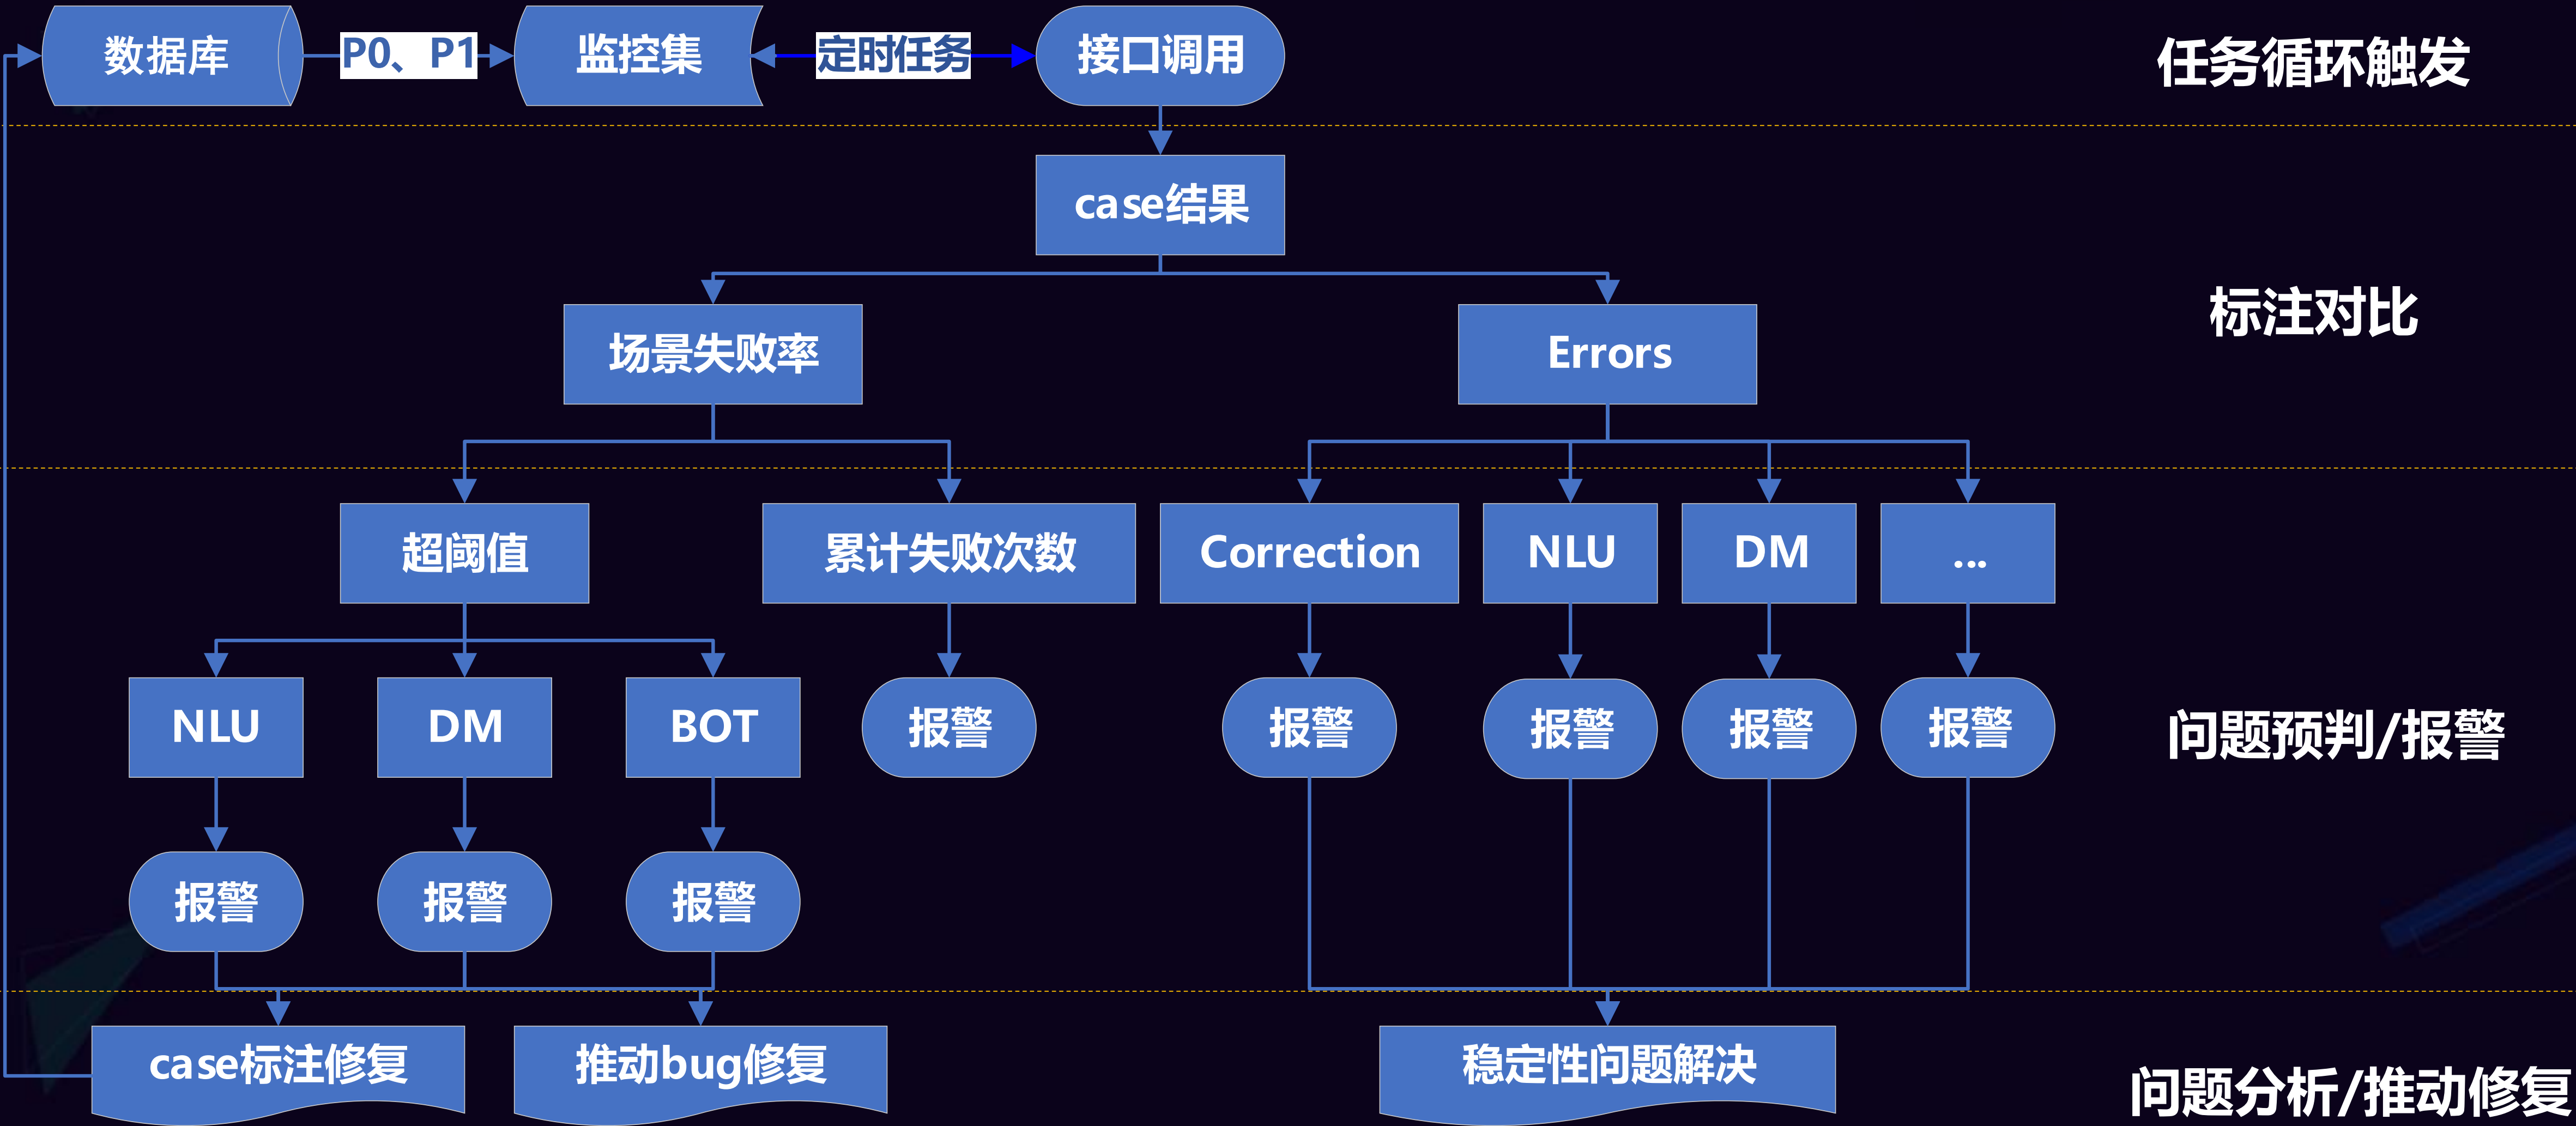 数据库
P0、P1
监控集
定时任务
接口调用
任务循环触发
case结果
标注对比
场景失败率
Errors
超阈值
累计失败次数
Correction
NLU
DM
...
NLU
DM
BOT
报警
报警
报警
报警
报警
问题预判/报警
报警
报警
报警
case标注修复
推动bug修复
稳定性问题解决
问题分析/推动修复